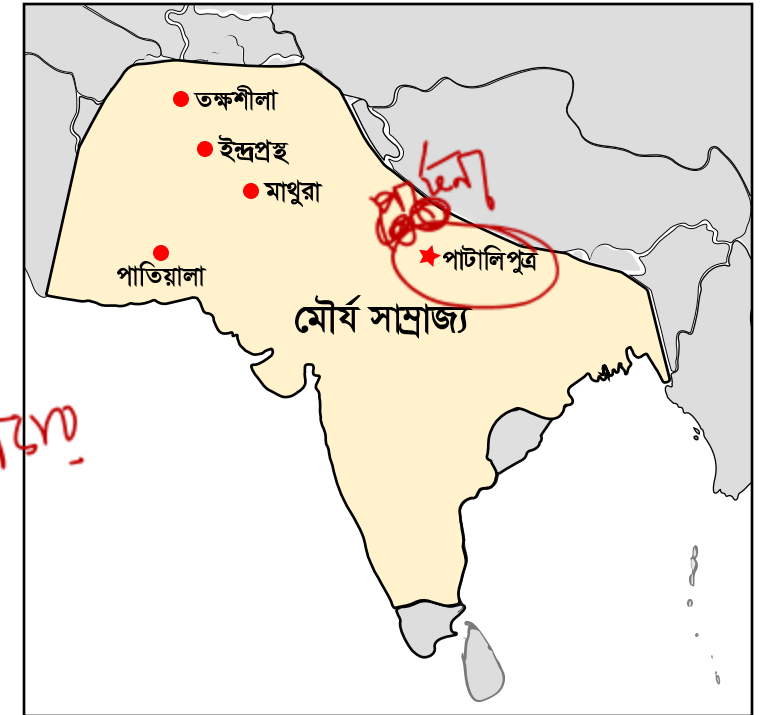 তক্ষশীলা
ইন্দ্রপ্রস্থ
মাথুরা
পাটালিপুত্র
পাতিয়ালা
মৌর্য সাম্রাজ্য